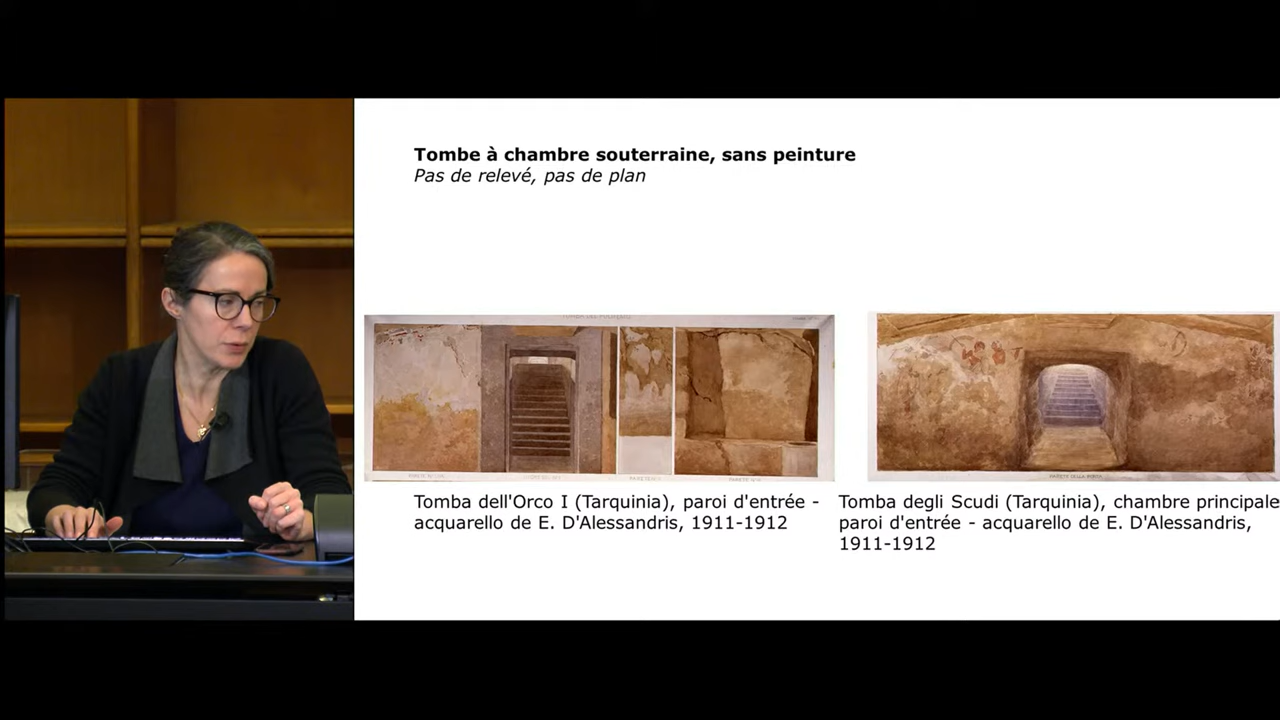 Tombe à chambre souterraine, sans peinture
Pas de relevé, pas de plan
Tomba dell'Orco I (Tarquinia), paroi d'entrée -
acquarello de E. D'Alessandris, 1911-1912
Tomba degli Scudi (Tarquinia), chambre principale
paroi d'entrée - acquarello de E. D'Alessandris,
1911-1912